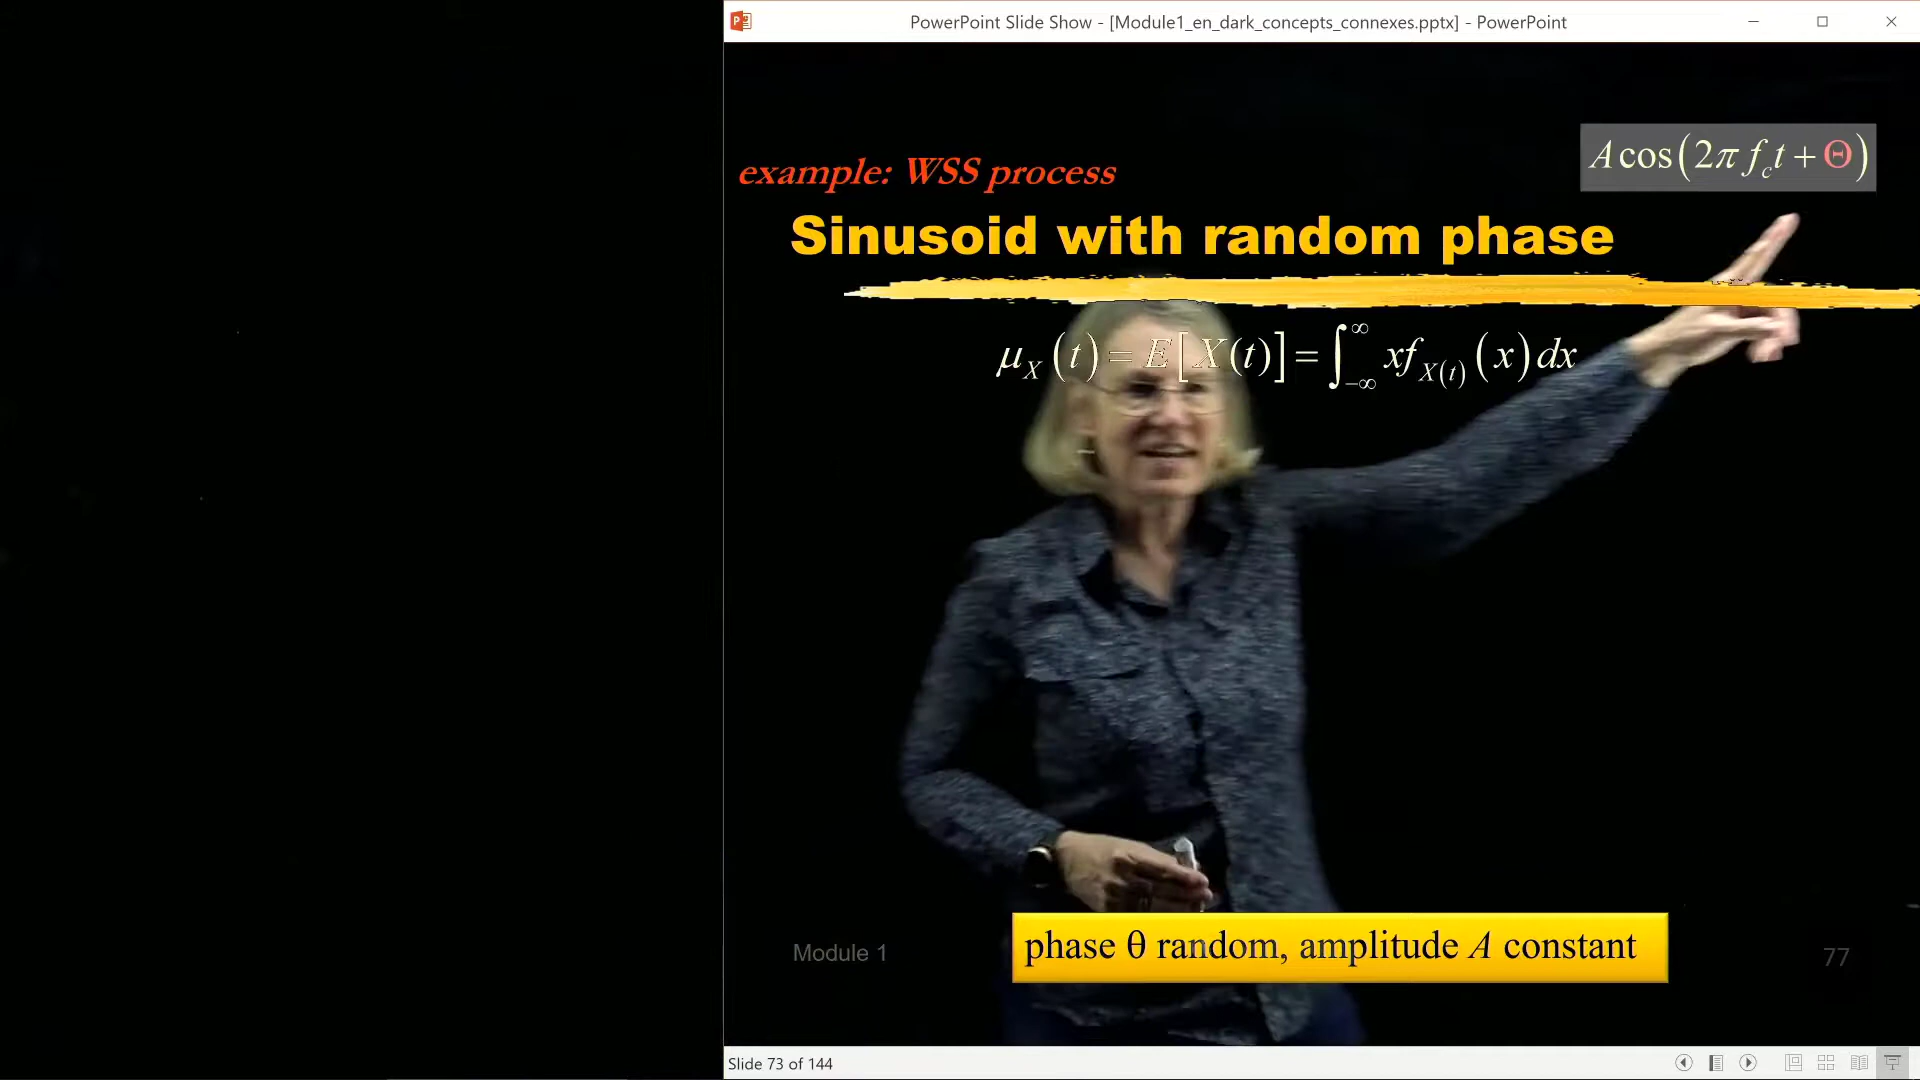 PowerPoint Slide Show - [Module1_en_dark_concepts_connexes.pptx] - PowerPoint
A cos(2π f_c t + Θ)
example: WSS process
Sinusoid with random phase
μ_X (t) = E[X(t)] = ∫_{-∞}^{∞} x f_{X(t)} (x) dx
phase θ random, amplitude A constant
Module 1
77
Slide 73 of 144